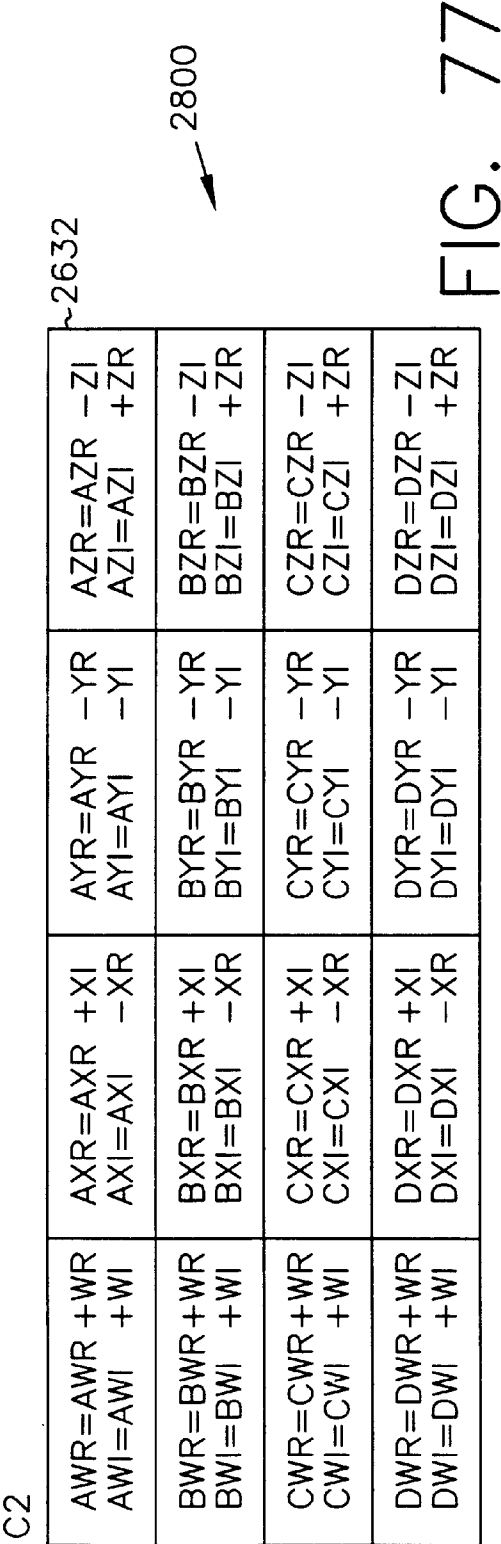 C2
~2632
AWR=AWR+WR
AWI=AWI +WI
AXR=AXR +XI
AXI=AXI -XR
AYR=AYR -YR
AYI=AYI -YI
AZR=AZR -ZI
AZI=AZI +ZR
BWR=BWR+WR
BWI=BWI +WI
BXR=BXR +XI
BXI=BXI -XR
BYR=BYR -YR
BYI=BYI -YI
BZR=BZR -ZI
BZI=BZI +ZR
CWR=CWR+WR
CWI=CWI +WI
CXR=CXR +XI
CXI=CXI -XR
CYR=CYR -YR
CYI=CYI -YI
CZR=CZR -ZI
CZI=CZI +ZR
DWR=DWR+WR
DWI=DWI +WI
DXR=DXR +XI
DXI=DXI -XR
DYR=DYR -YR
DYI=DYI -YI
DZR=DZR -ZI
DZI=DZI +ZR
2800
FIG. 77